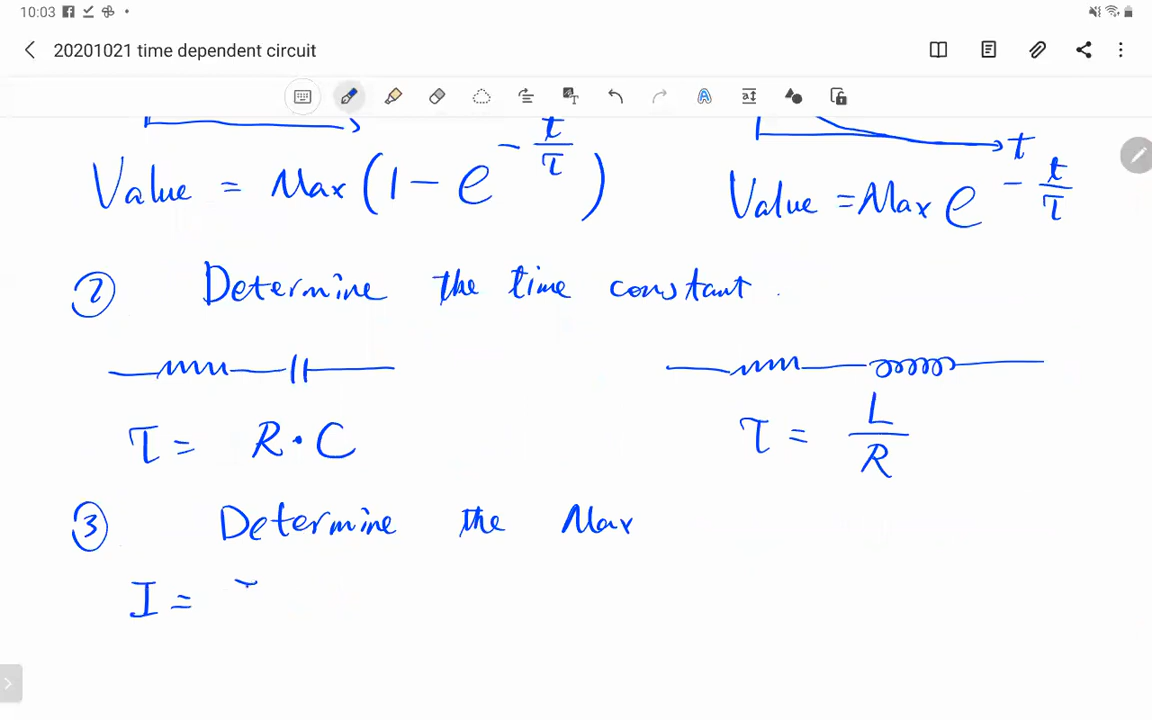 10:03
20201021 time dependent circuit
t
Value = Max (1 - e^{-t/τ})
Value = Max e^{-t/τ}
② Determine the time constant.
τ = R · C
τ = L/R
③ Determine the Max
I =